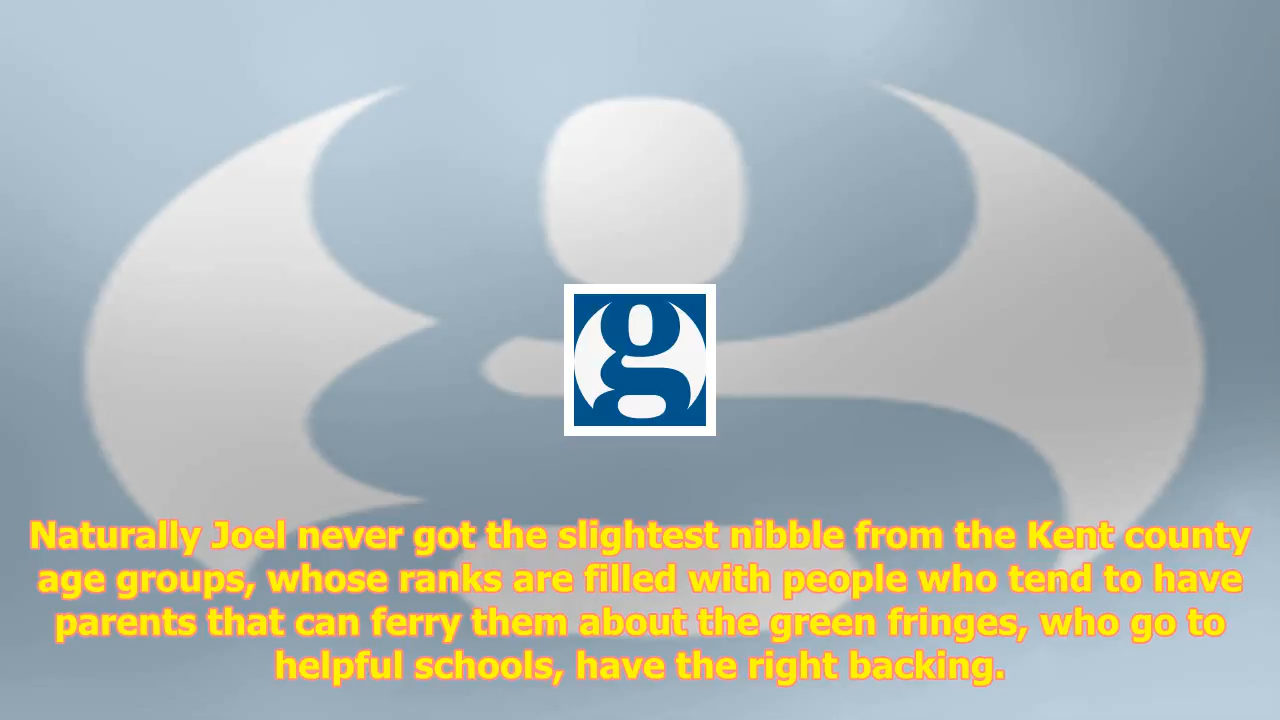 g
Naturally Joel never got the slightest nibble from the Kent county
age groups, whose ranks are filled with people who tend to have
parents that can ferry them about the green fringes, who go to
helpful schools, have the right backing.